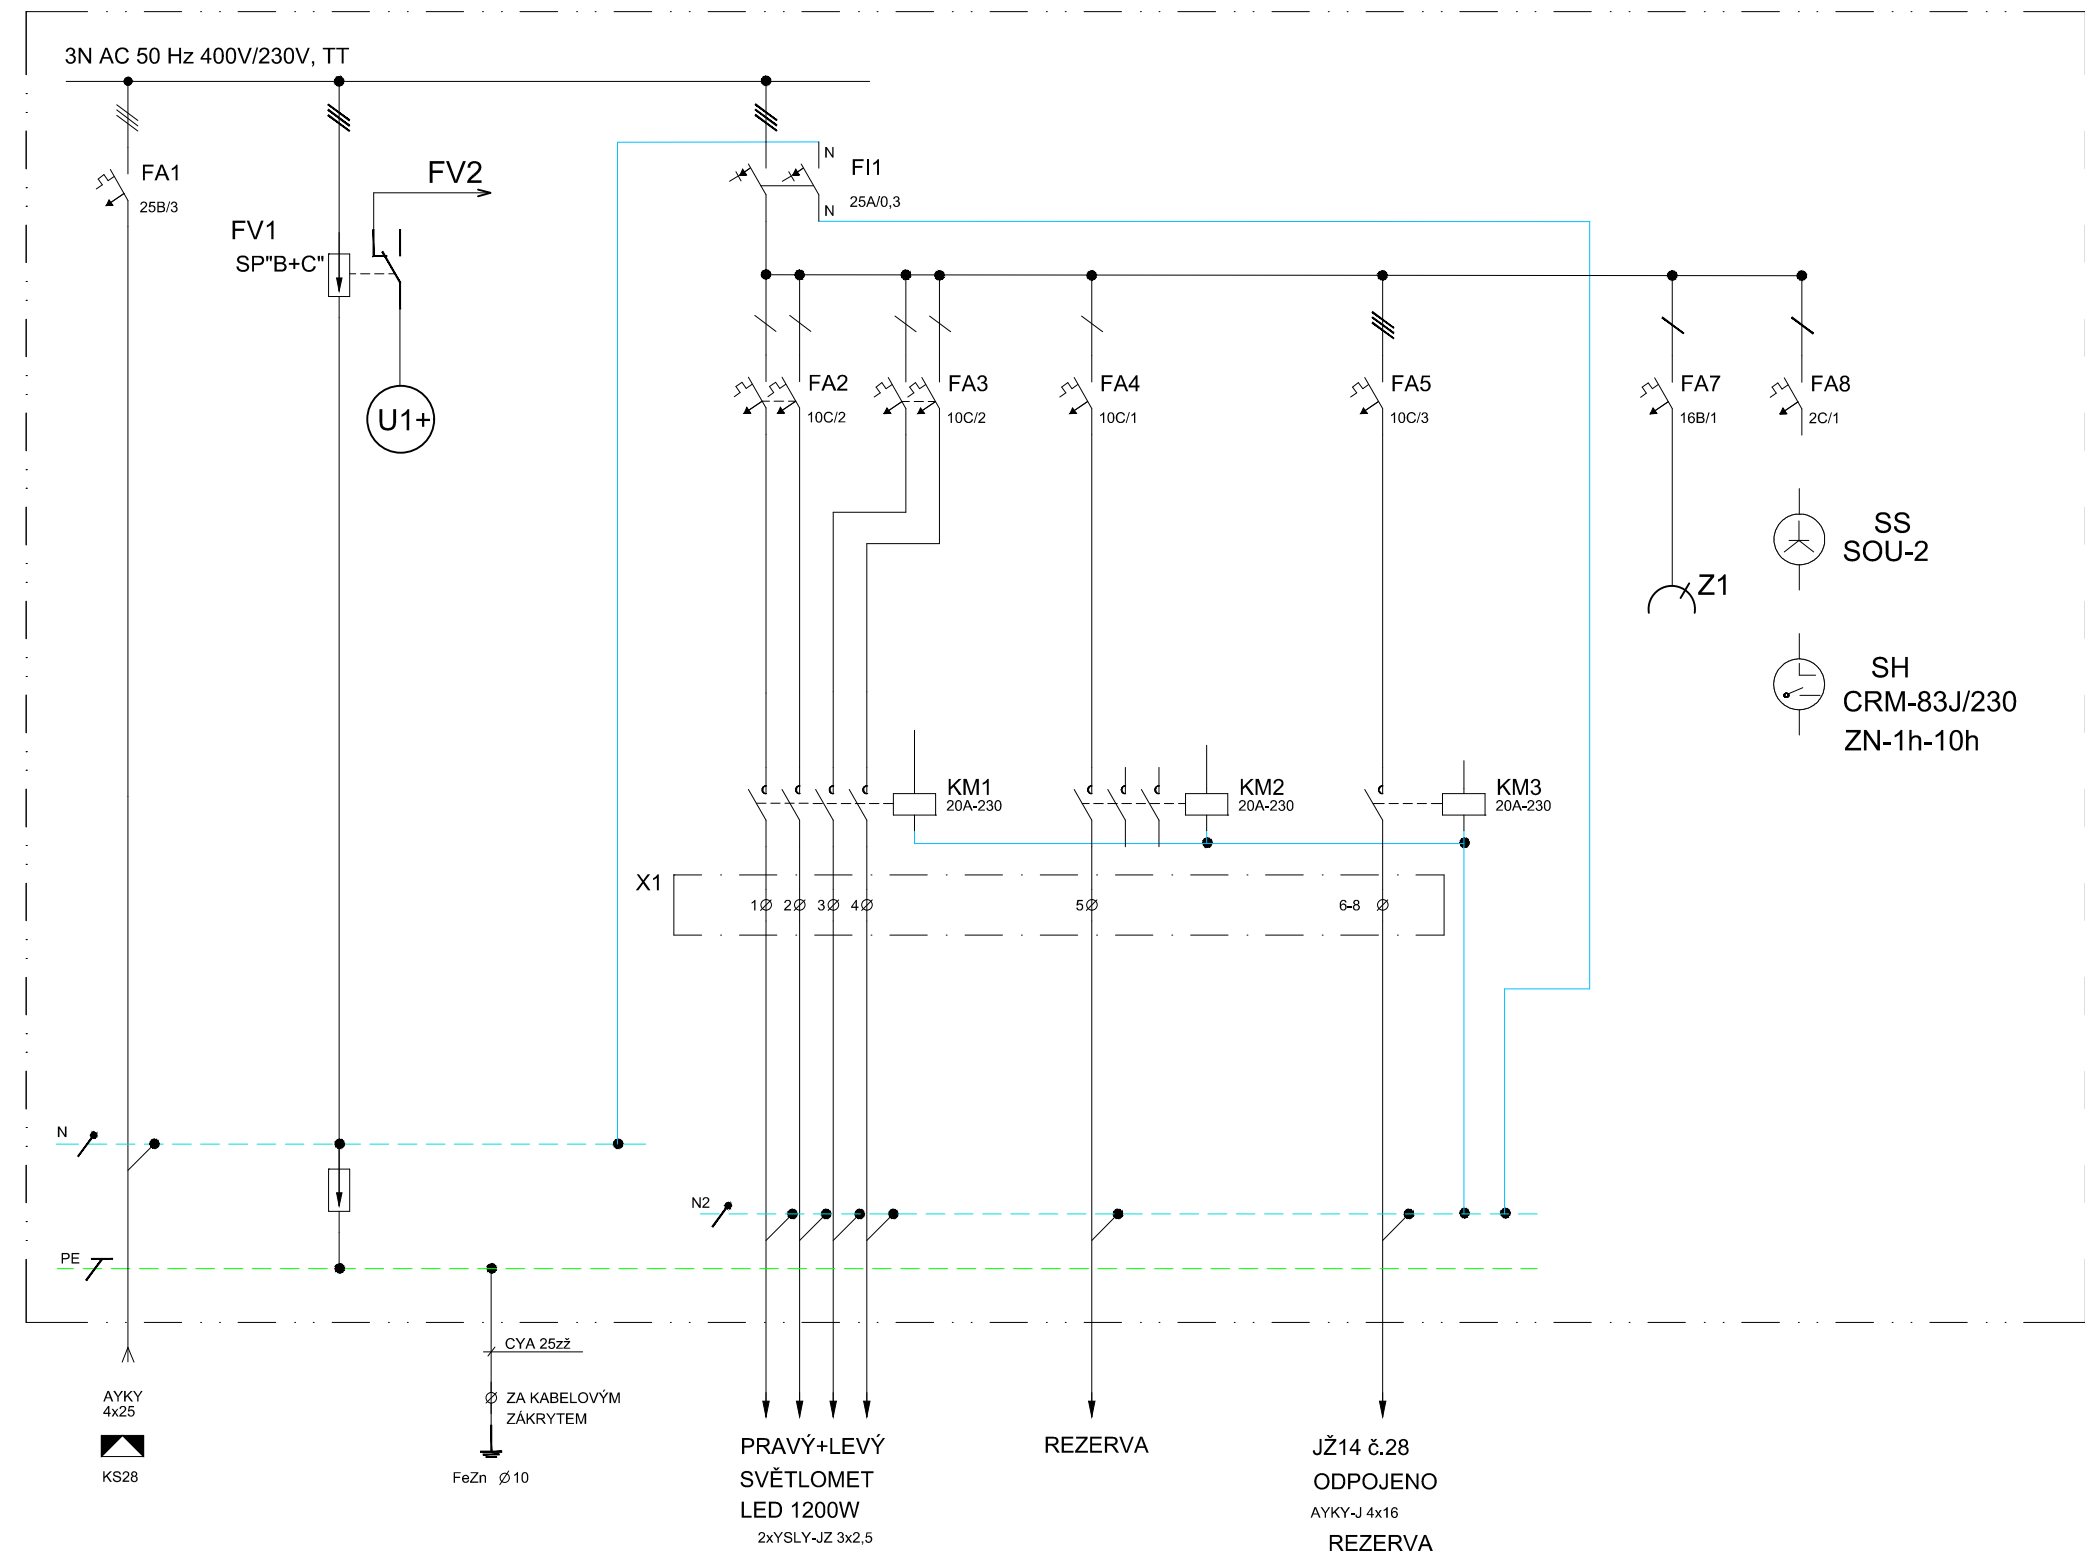 3N AC 50 Hz 400V/230V, TT
FA1
25B/3
FV2
FV1
SP"B+C"
U1+
N
FI1
25A/0,3
N
FA2
10C/2
FA3
10C/2
FA4
10C/1
FA5
10C/3
FA7
16B/1
FA8
2C/1
SS
SOU-2
Z1
SH
CRM-83J/230
ZN-1h-10h
KM1
20A-230
KM2
20A-230
KM3
20A-230
X1
1 2 3 4 5 6-8
N
N2
PE
CYA 25zž
ZA KABELOVÝM
ZÁKRYTEM
FeZn Ø10
AYKY
4x25
KS28
PRAVÝ+LEVÝ
SVĚTLOMET
LED 1200W
2xYSLY-JZ 3x2,5
REZERVA
JŽ14 č.28
ODPOJENO
AYKY-J 4x16
REZERVA